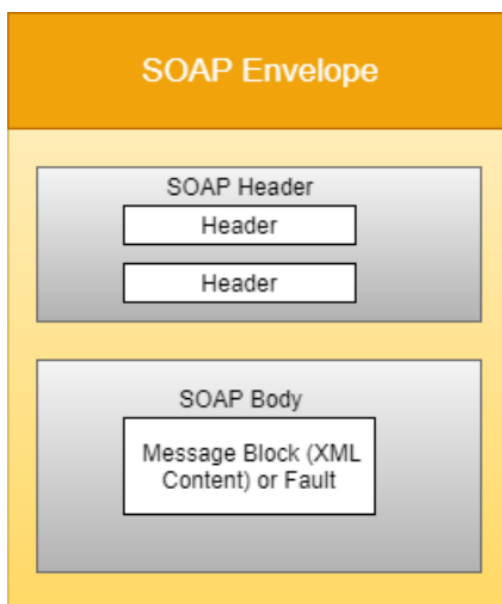 SOAP Envelope
SOAP Header
Header
Header
SOAP Body
Message Block (XML
Content) or Fault